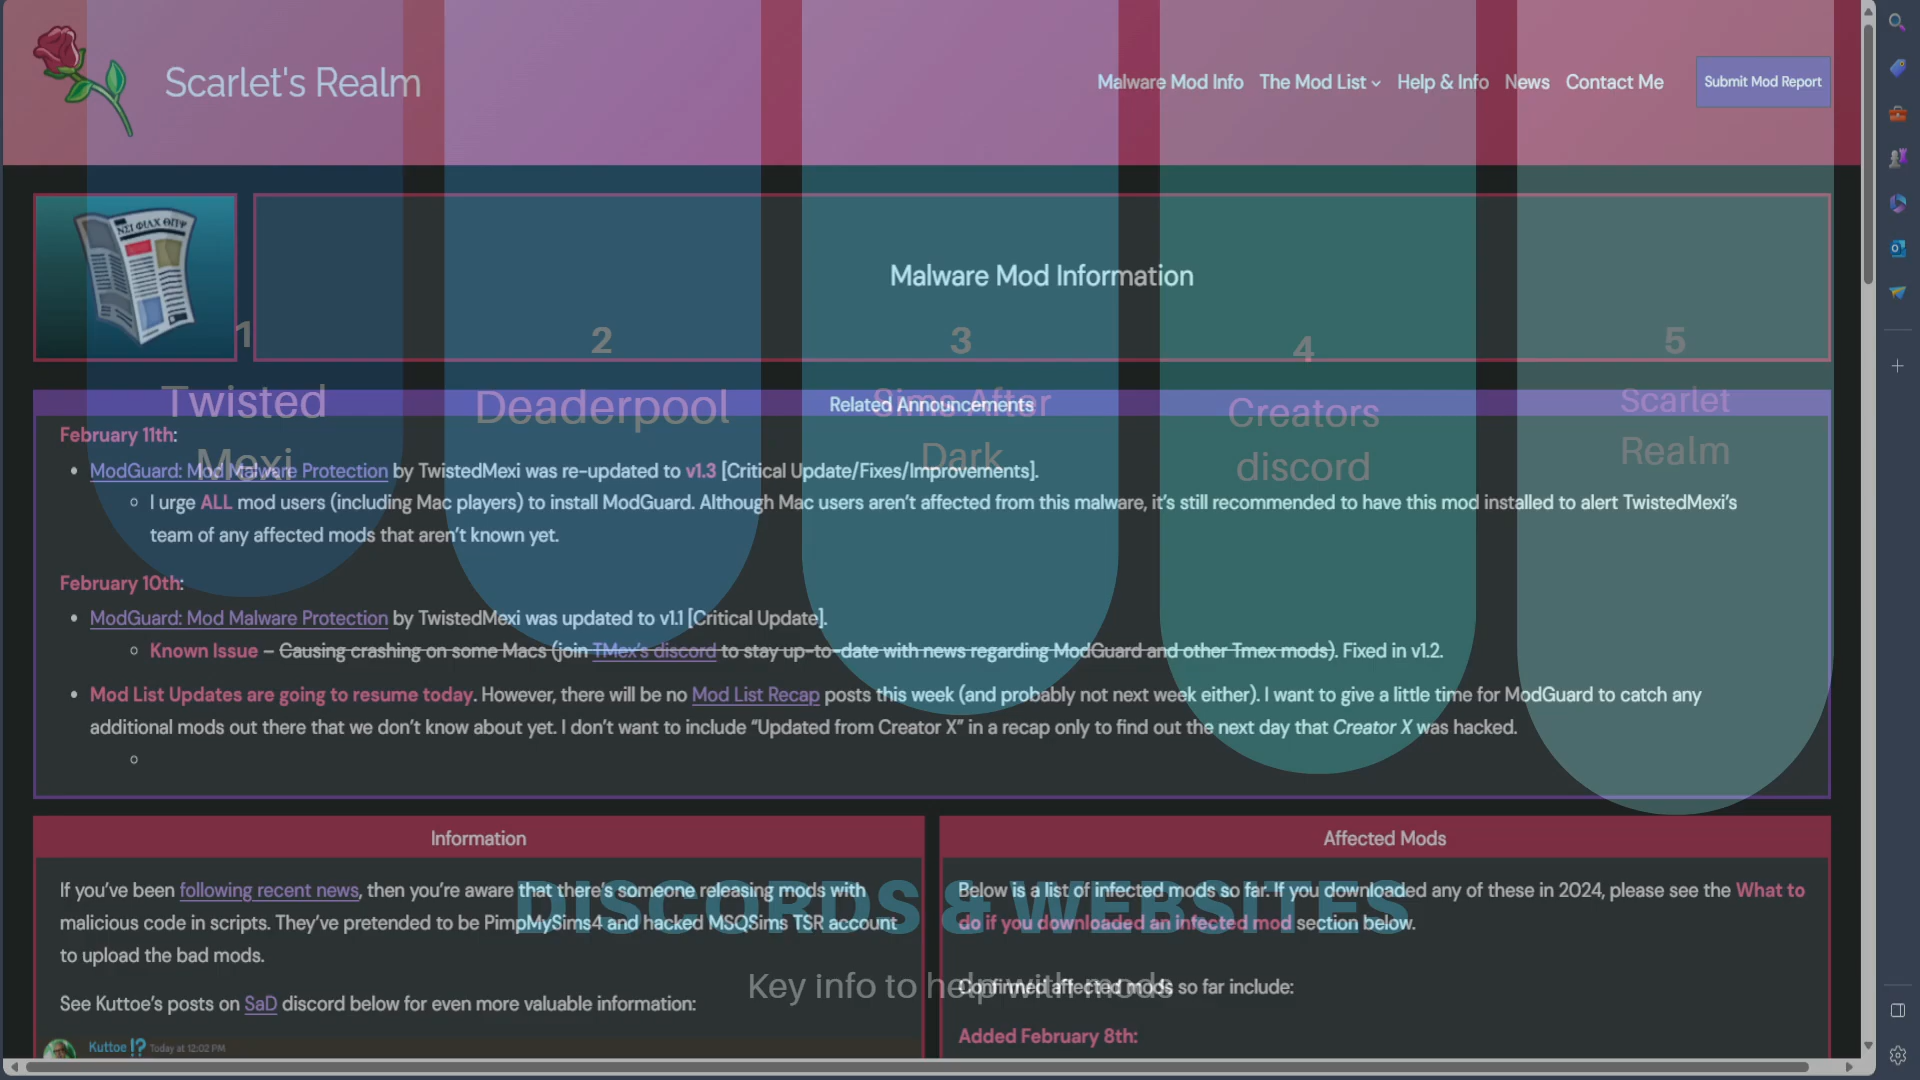 Scarlet's Realm
Malware Mod Info The Mod List Help & Info News Contact Me Submit Mod Report
Malware Mod Information
1 2 3 4 5
Twisted
Mexi
Deaderpool
Sims After
Dark
Creators
discord
Scarlet
Realm
Related Announcements
February 11th:
ModGuard: Mod Malware Protection by TwistedMexi was re-updated to v1.3 [Critical Update/Fixes/Improvements].
I urge ALL mod users (including Mac players) to install ModGuard. Although Mac users aren't affected from this malware, it's still recommended to have this mod installed to alert TwistedMexi's
team of any affected mods that aren't known yet.
February 10th:
ModGuard: Mod Malware Protection by TwistedMexi was updated to v1.1 [Critical Update].
Known Issue – Causing crashing on some Macs (join TMex's discord to stay up-to-date with news regarding ModGuard and other Tmex mods). Fixed in v1.2.
Mod List Updates are going to resume today. However, there will be no Mod List Recap posts this week (and probably not next week either). I want to give a little time for ModGuard to catch any
additional mods out there that we don't know about yet. I don't want to include “Updated from Creator X” in a recap only to find out the next day that Creator X was hacked.
Information
If you've been following recent news, then you're aware that there's someone releasing mods with
malicious code in scripts. They've pretended to be PimpMySims4 and hacked MSQSims TSR account
to upload the bad mods.
See Kuttoe's posts on SaD discord below for even more valuable information:
Kuttoe !? Today at 12:02 PM
Affected Mods
Below is a list of infected mods so far. If you downloaded any of these in 2024, please see the What to
do if you downloaded an infected mod section below.
Confirmed affected mods so far include:
Added February 8th:
DISCORDS & WEBSITES
Key info to help with mods